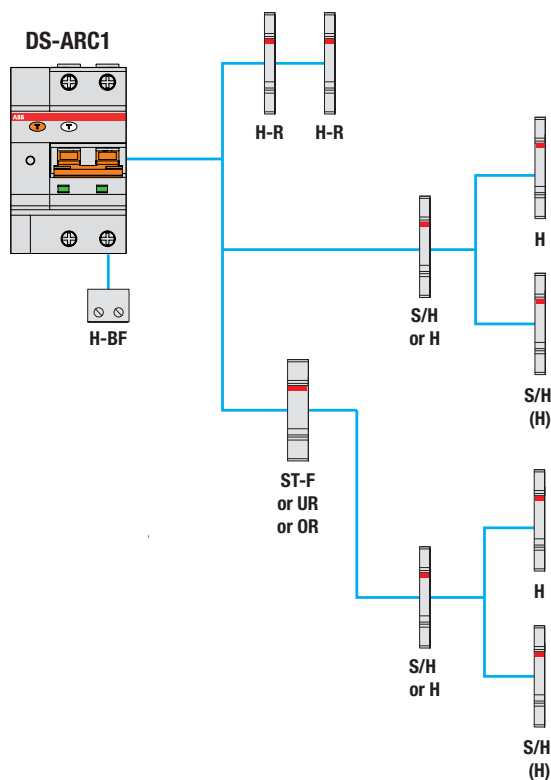 DS-ARC1
ABB
T T
H-R H-R
H
S/H
or H
H-BF
S/H
(H)
ST-F
or UR
or OR
H
S/H
or H
S/H
(H)